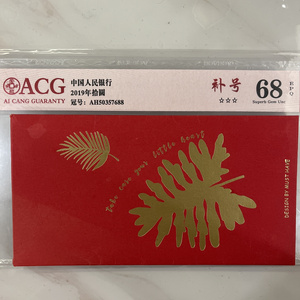 ACG
AI CANG GUARANTY
中国人民银行
2019年拾圆
冠号：AH50357688
补号
☆☆☆
68
EPQ
Superb Gem Unc
Take care your little heart
DESIGN BY MUST HAVE